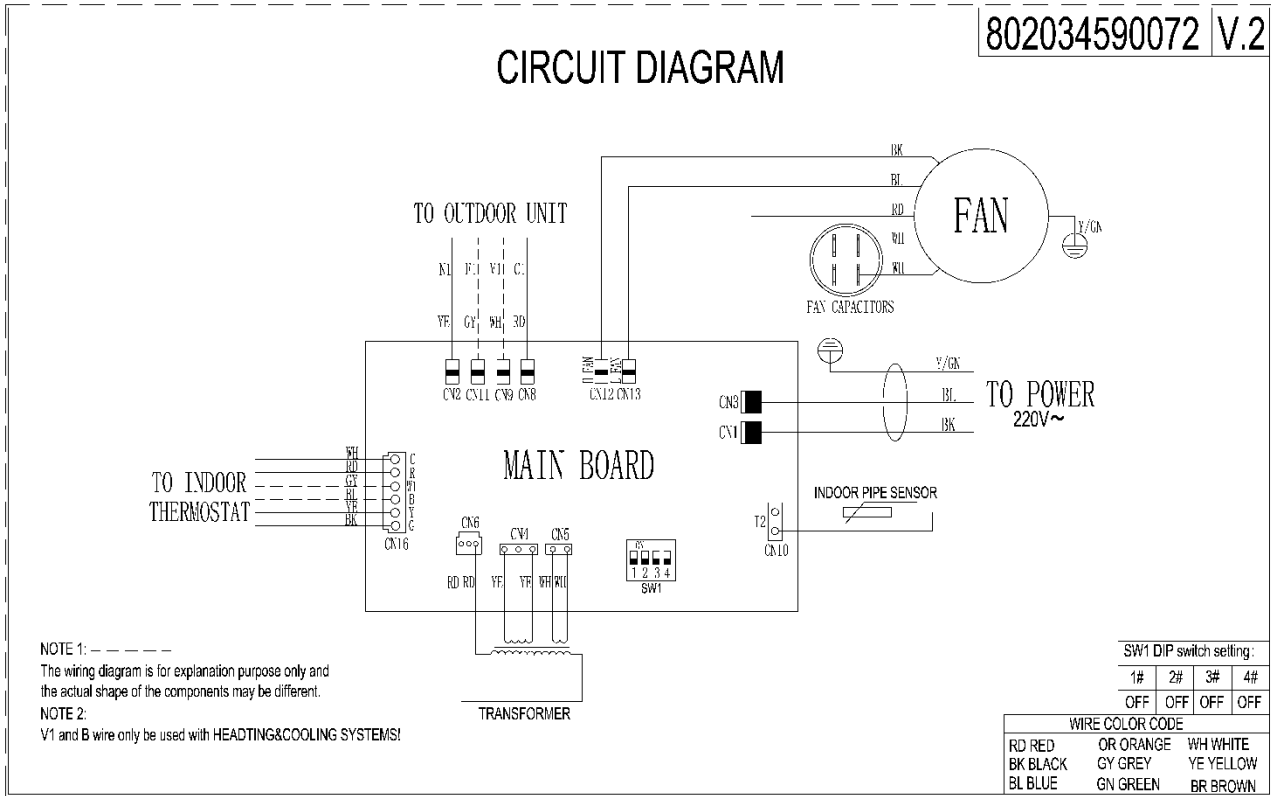 802034590072 V.2
CIRCUIT DIAGRAM
BK
BL
TO OUTDOOR UNIT
RD
FAN
Y/GN
FAN CAPACITORS
YE GY WH RD
H FAN
L FAN
CN2 CN11 CN9 CN8
CN12 CN13
Y/GN
CN3
BL
TO POWER
220V~
CN1
BK
MAIN BOARD
WH C
RD R
GY W1
BL B
YE Y
BK G
TO INDOOR
THERMOSTAT
CN16
INDOOR PIPE SENSOR
T2
CN10
CN6 CN4 CN5
ON
1 2 3 4
SW1
RD RD YE YE WH WH
TRANSFORMER
NOTE 1:
The wiring diagram is for explanation purpose only and
the actual shape of the components may be different.
NOTE 2:
V1 and B wire only be used with HEADTING&COOLING SYSTEMS!
SW1 DIP switch setting:
1# 2# 3# 4#
OFF OFF OFF OFF
WIRE COLOR CODE
RD RED OR ORANGE WH WHITE
BK BLACK GY GREY YE YELLOW
BL BLUE GN GREEN BR BROWN